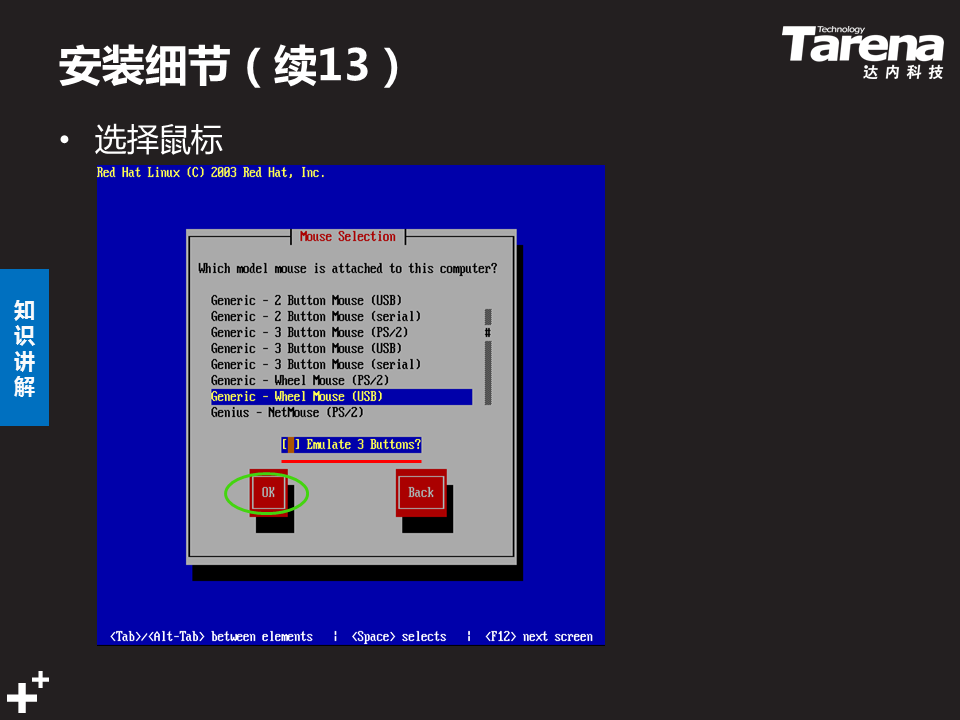 安装细节（续13）
Technology
Tarena
达内科技
• 选择鼠标
Red Hat Linux (C) 2003 Red Hat, Inc.
Mouse Selection
Which model mouse is attached to this computer?
Generic - 2 Button Mouse (USB)
Generic - 2 Button Mouse (serial)
Generic - 3 Button Mouse (PS/2)
#
Generic - 3 Button Mouse (USB)
Generic - 3 Button Mouse (serial)
Generic - Wheel Mouse (PS/2)
Generic - Wheel Mouse (USB)
Genius - NetMouse (PS/2)
[ ] Emulate 3 Buttons?
OK
Back
<Tab>/<Alt-Tab> between elements | <Space> selects | <F12> next screen
知识讲解